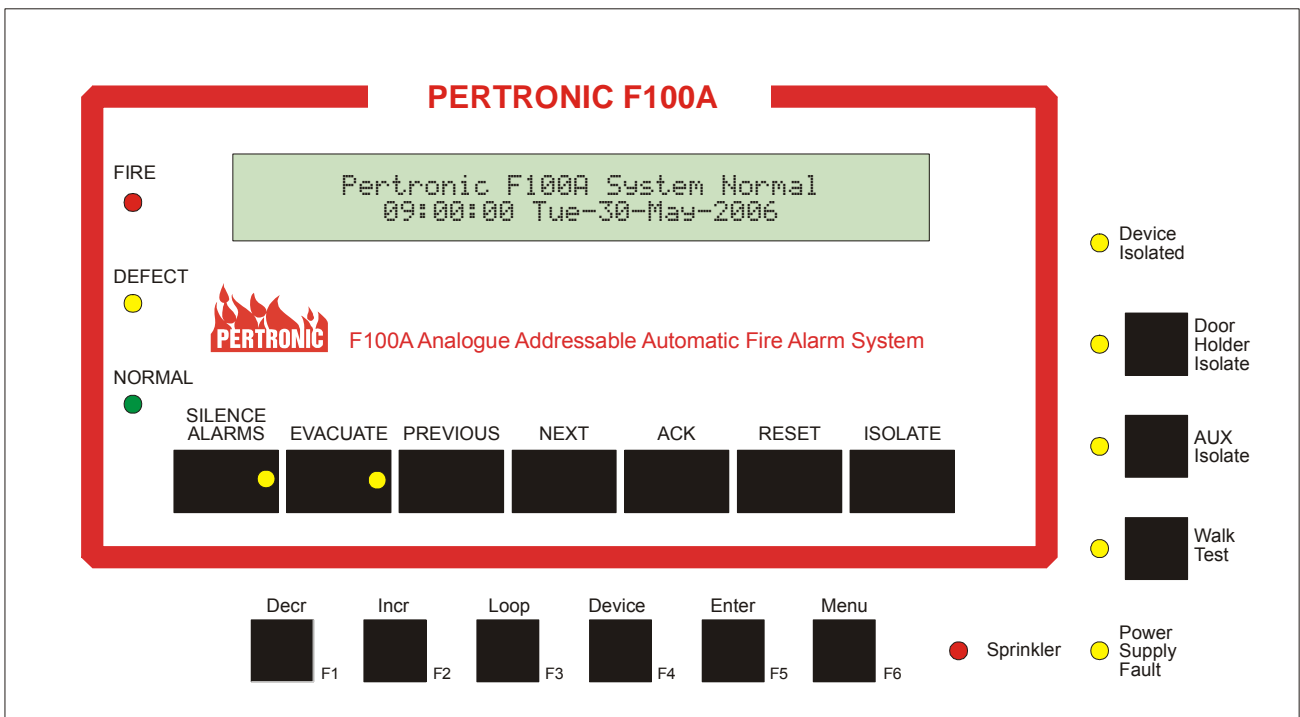 PERTRONIC F100A
FIRE
Pertronic F100A System Normal
09:00:00 Tue-30-May-2006
Device
Isolated
DEFECT
PERTRONIC
F100A Analogue Addressable Automatic Fire Alarm System
Door
Holder
Isolate
NORMAL
SILENCE
ALARMS
EVACUATE
PREVIOUS
NEXT
ACK
RESET
ISOLATE
AUX
Isolate
Walk
Test
Decr
Incr
Loop
Device
Enter
Menu
F1
F2
F3
F4
F5
F6
Sprinkler
Power
Supply
Fault